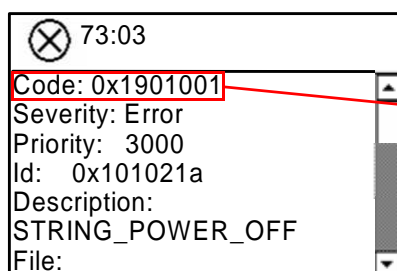 73:03
Code: 0x1901001
Severity: Error
Priority: 3000
Id: 0x101021a
Description:
STRING_POWER_OFF
File: